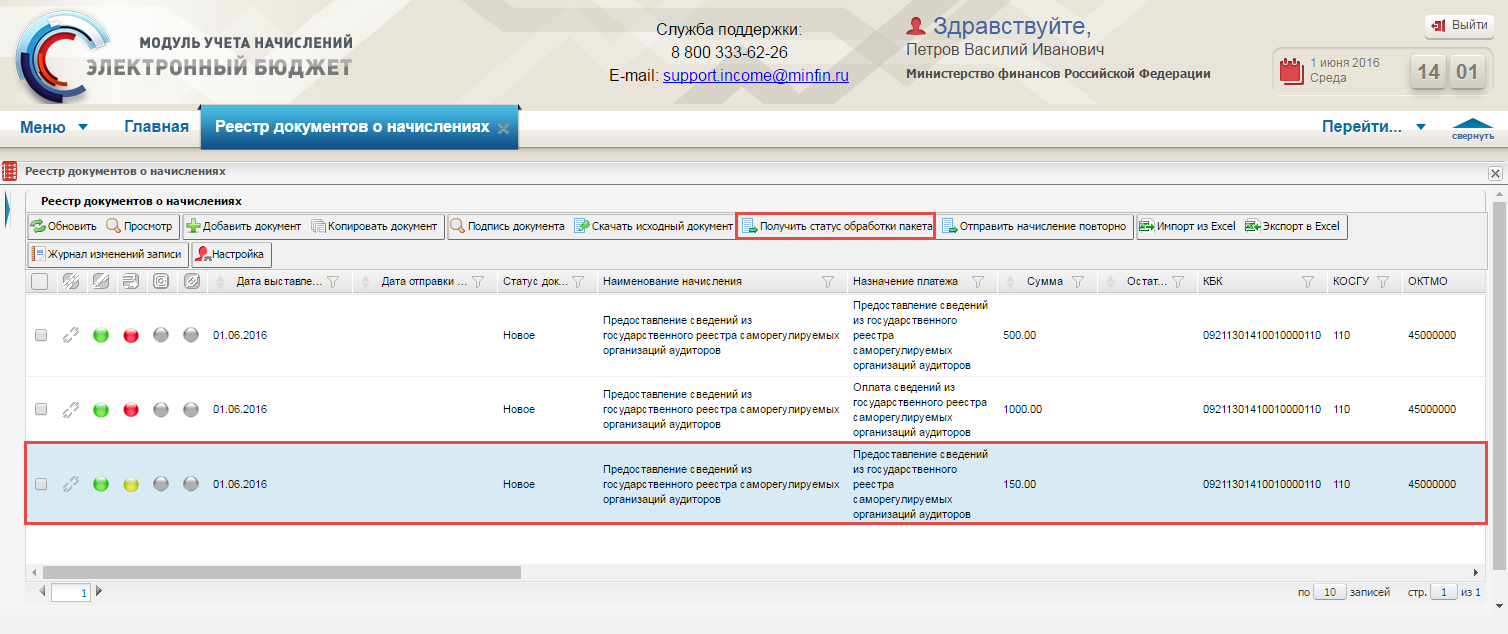 МОДУЛЬ УЧЕТА НАЧИСЛЕНИЙ
ЭЛЕКТРОННЫЙ БЮДЖЕТ
Служба поддержки:
8 800 333-62-26
E-mail: support.income@minfin.ru
Здравствуйте,
Петров Василий Иванович
Министерство финансов Российской Федерации
Выйти
1 июня 2016
Среда
14 01
Меню
Главная
Реестр документов о начислениях
Перейти...
свернуть
Реестр документов о начислениях
Реестр документов о начислениях
Обновить Просмотр Добавить документ Копировать документ Подпись документа Скачать исходный документ Получить статус обработки пакета Отправить начисление повторно Импорт из Excel Экспорт в Excel
Журнал изменений записи Настройка
Дата выставле... Дата отправки ... Статус док... Наименование начисления Назначение платежа Сумма Остат... КБК КОСГУ ОКТМО
01.06.2016
Новое
Предоставление сведений из
государственного реестра саморегулируемых
организаций аудиторов
Предоставление сведений
из государственного
реестра
саморегулируемых
организаций аудиторов
500.00
09211301410010000110
110
45000000
01.06.2016
Новое
Предоставление сведений из
государственного реестра саморегулируемых
организаций аудиторов
Оплата сведений из
государственного реестра
саморегулируемых
организаций аудиторов
1000.00
09211301410010000110
110
45000000
01.06.2016
Новое
Предоставление сведений из
государственного реестра саморегулируемых
организаций аудиторов
Предоставление сведений
из государственного
реестра
саморегулируемых
организаций аудиторов
150.00
09211301410010000110
110
45000000
1
по 10 записей стр. 1 из 1